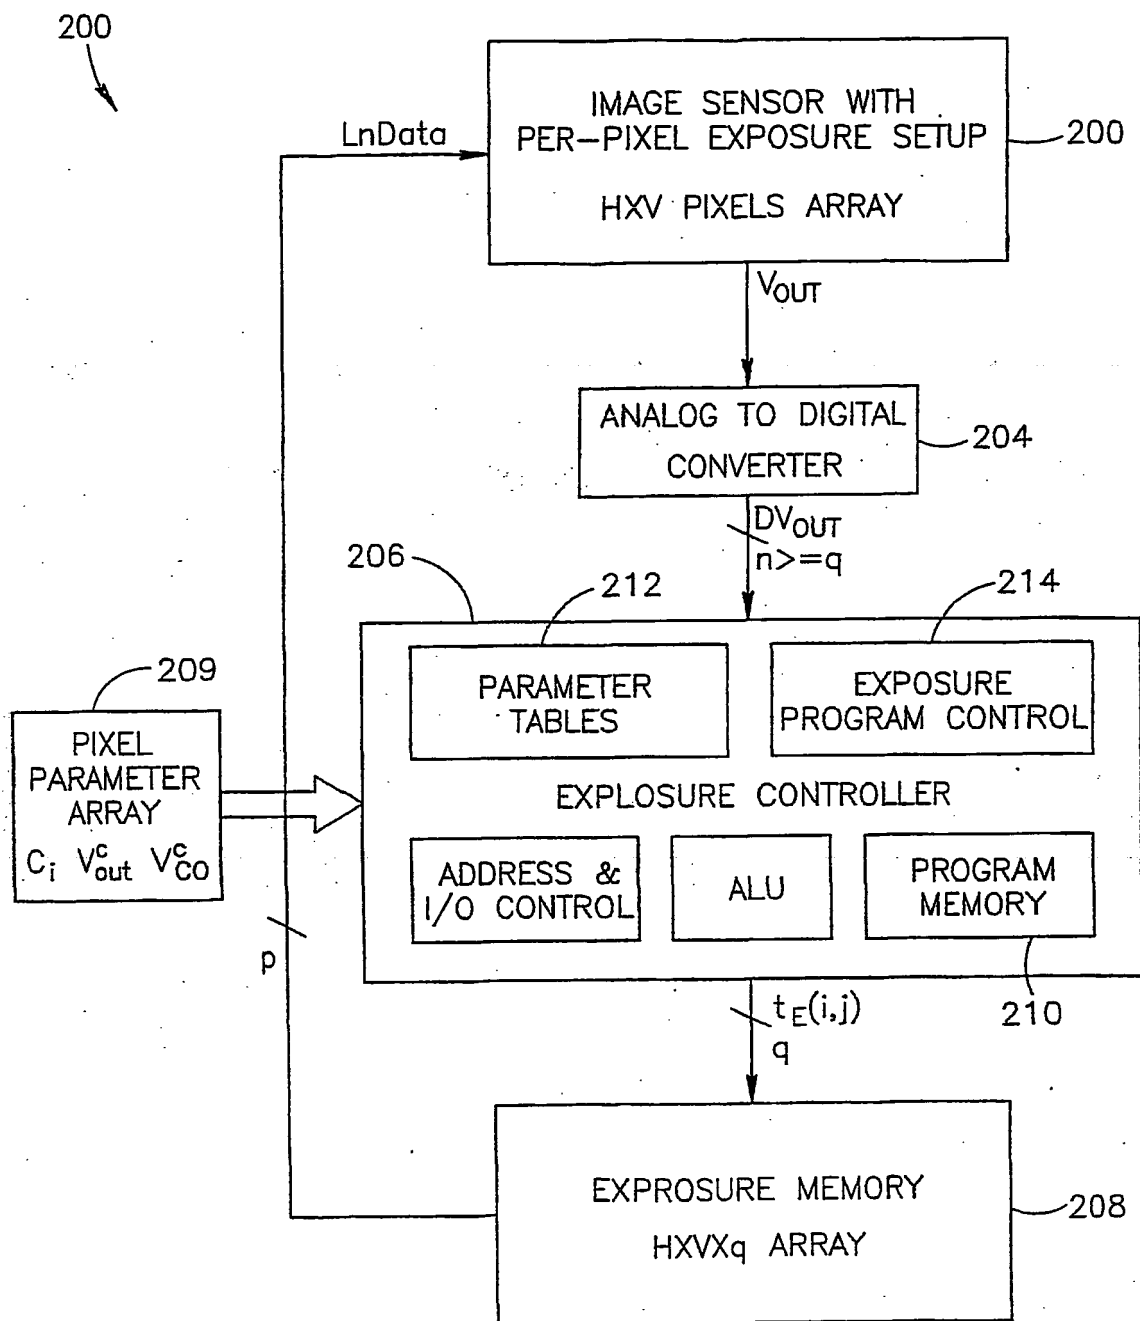 200
IMAGE SENSOR WITH
PER-PIXEL EXPOSURE SETUP
HXV PIXELS ARRAY
200
LnData
VOUT
ANALOG TO DIGITAL
CONVERTER
204
DVOUT
n>=q
206
212
214
PARAMETER
TABLES
EXPOSURE
PROGRAM CONTROL
209
PIXEL
PARAMETER
ARRAY
Ci V^c_out V^c_CO
EXPLOSURE CONTROLLER
ADDRESS &
I/O CONTROL
ALU
PROGRAM
MEMORY
p
tE(i,j)
q
210
EXPROSURE MEMORY
HXVXq ARRAY
208